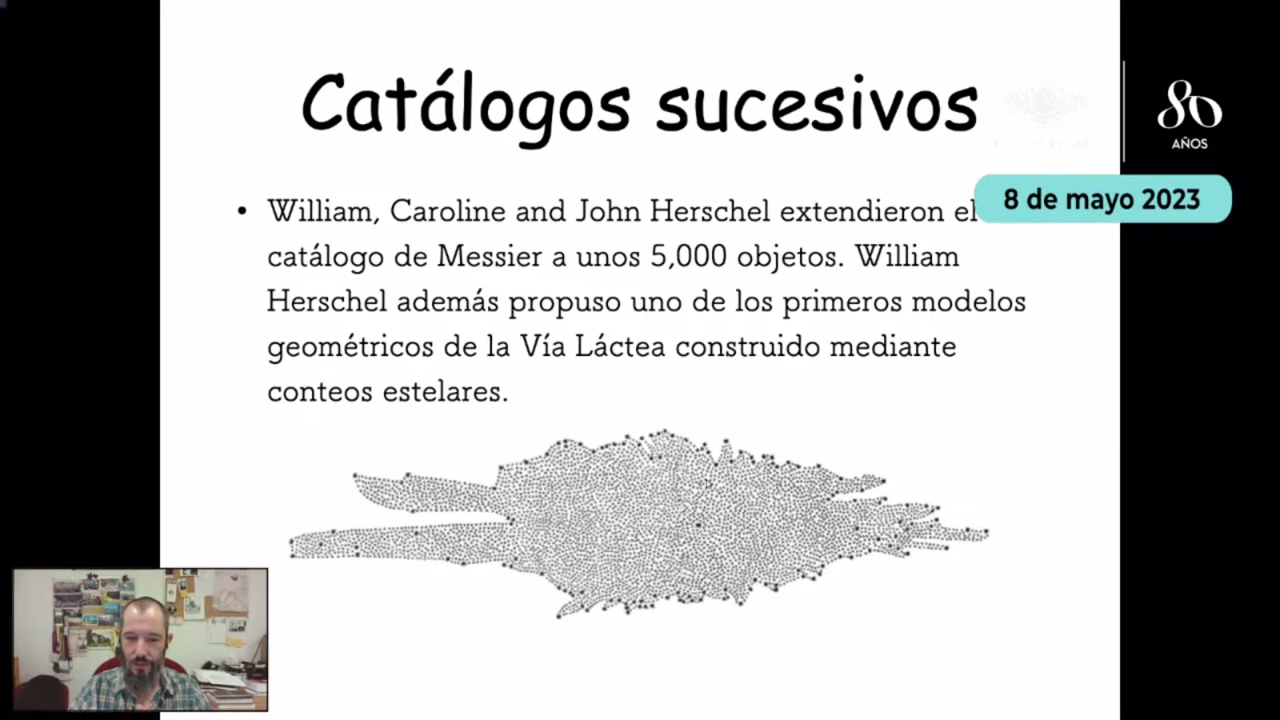 Catálogos sucesivos
80
AÑOS
8 de mayo 2023
• William, Caroline and John Herschel extendieron el
catálogo de Messier a unos 5,000 objetos. William
Herschel además propuso uno de los primeros modelos
geométricos de la Vía Láctea construido mediante
conteos estelares.